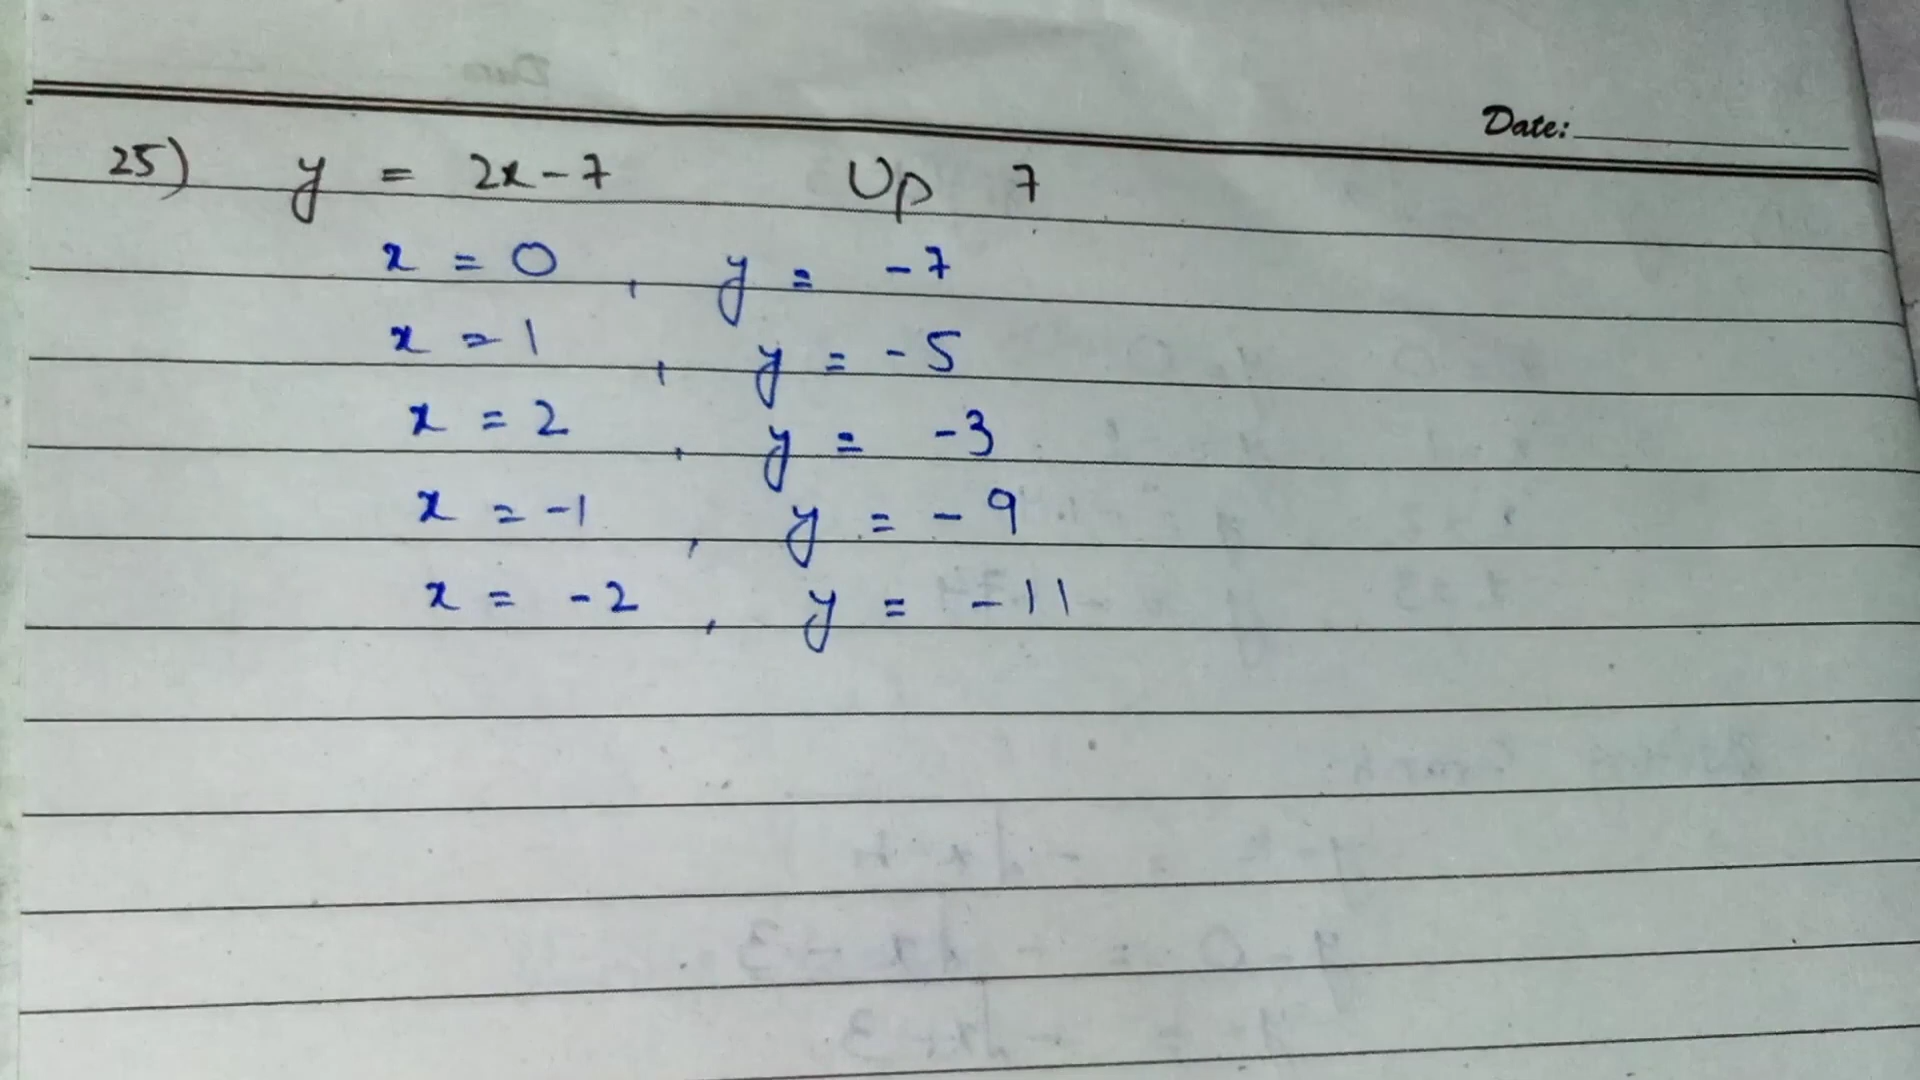 Date:
25) y = 2x-7 Up 7
x = 0 , y = -7
x = 1 , y = -5
x = 2 , y = -3
x = -1 , y = -9
x = -2 , y = -11